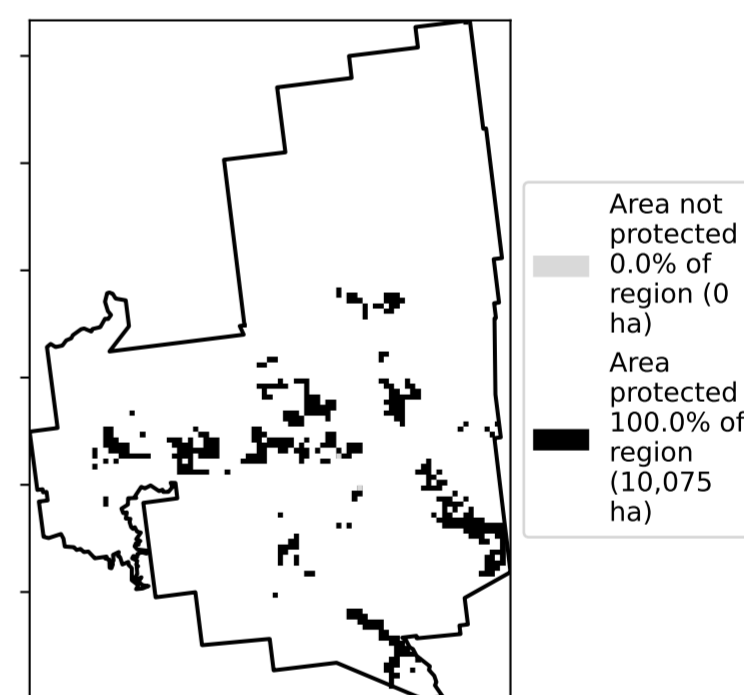 Area not
protected
0.0% of
region (0
ha)
Area
protected
100.0% of
region
(10,075
ha)